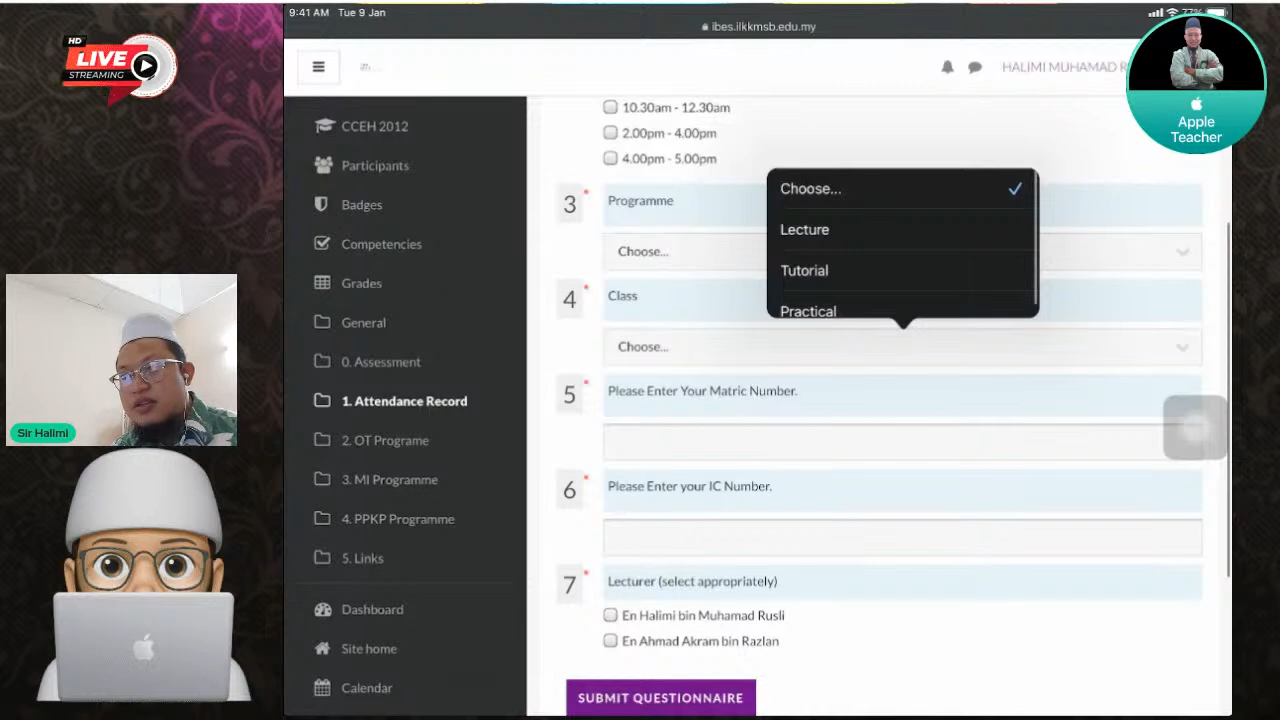 9:41 AM Tue 9 Jan
77%
ibes.ilkkmsb.edu.my
HD
LIVE
STREAMING
HALIMI MUHAMAD R
Apple
Teacher
CCEH 2012
Participants
Badges
Competencies
Grades
General
0. Assessment
1. Attendance Record
2. OT Programe
3. MI Programme
4. PPKP Programme
5. Links
Dashboard
Site home
Calendar
10.30am - 12.30am
2.00pm - 4.00pm
4.00pm - 5.00pm
3 * Programme
Choose...
Choose...
Lecture
Tutorial
Practical
4 * Class
Choose...
5 * Please Enter Your Matric Number.
6 * Please Enter your IC Number.
7 * Lecturer (select appropriately)
En Halimi bin Muhamad Rusli
En Ahmad Akram bin Razlan
SUBMIT QUESTIONNAIRE
Sir Halimi